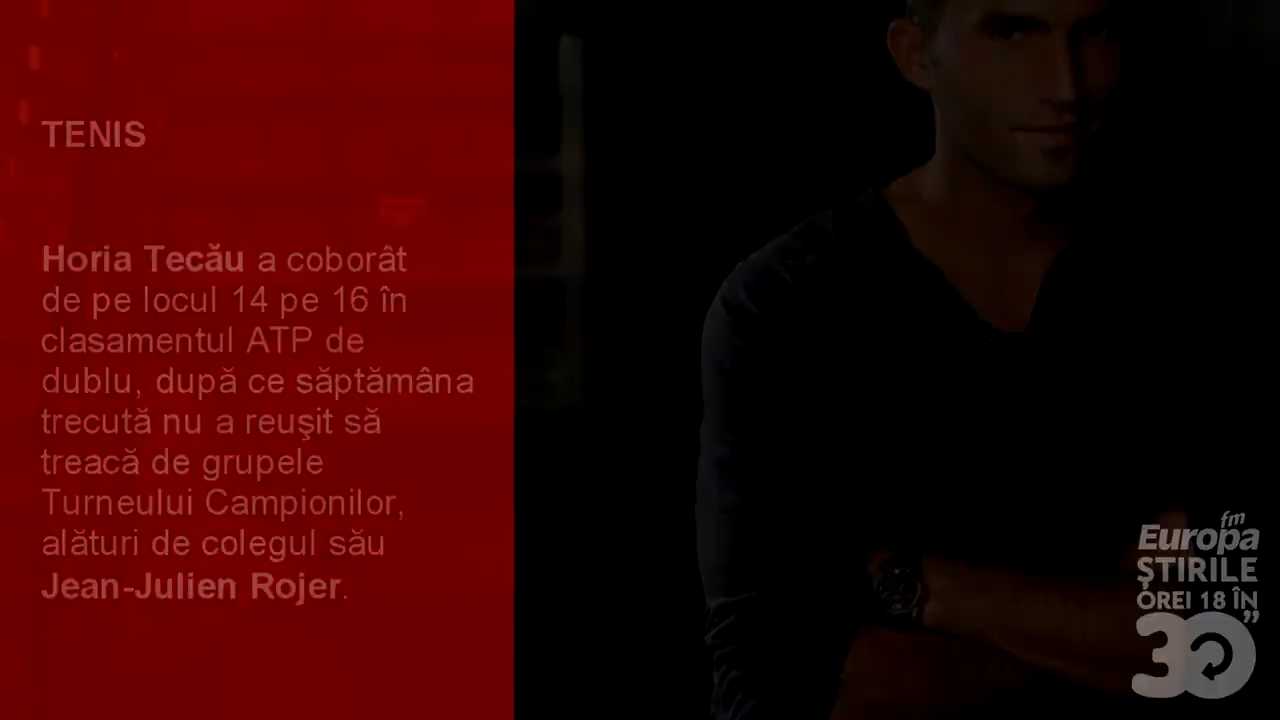 TENIS
Horia Tecău a coborât
de pe locul 14 pe 16 în
clasamentul ATP de
dublu, după ce săptămâna
trecută nu a reuşit să
treacă de grupele
Turneului Campionilor,
alături de colegul său
Jean-Julien Rojer.
fm
Europa
ŞTIRILE
OREI 18 ÎN
30”